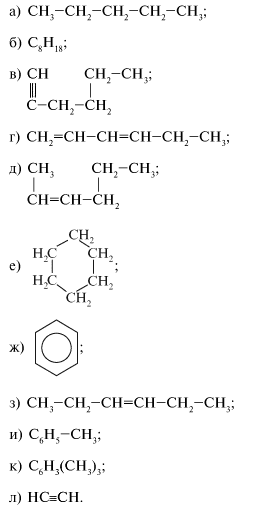 а) CH₃−CH₂−CH₂−CH₂−CH₃;
б) C₈H₁₈;
в) CH CH₂−CH₃;
C−CH₂−CH₂
г) CH₂=CH−CH=CH−CH₂−CH₃;
д) CH₃ CH₂−CH₃;
CH=CH−CH₂
CH₂
H₂C CH₂
е) ;
H₂C CH₂
CH₂
ж) ;
з) CH₃−CH₂−CH=CH−CH₂−CH₃;
и) C₆H₅−CH₃;
к) C₆H₃(CH₃)₃;
л) HC≡CH.